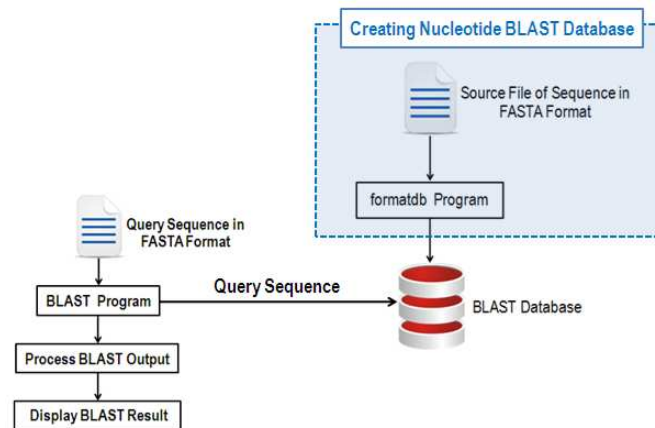 Creating Nucleotide BLAST Database
Source File of Sequence in
FASTA Format
formatdb Program
Query Sequence in
FASTA Format
BLAST Program
Query Sequence
BLAST Database
Process BLAST Output
Display BLAST Result